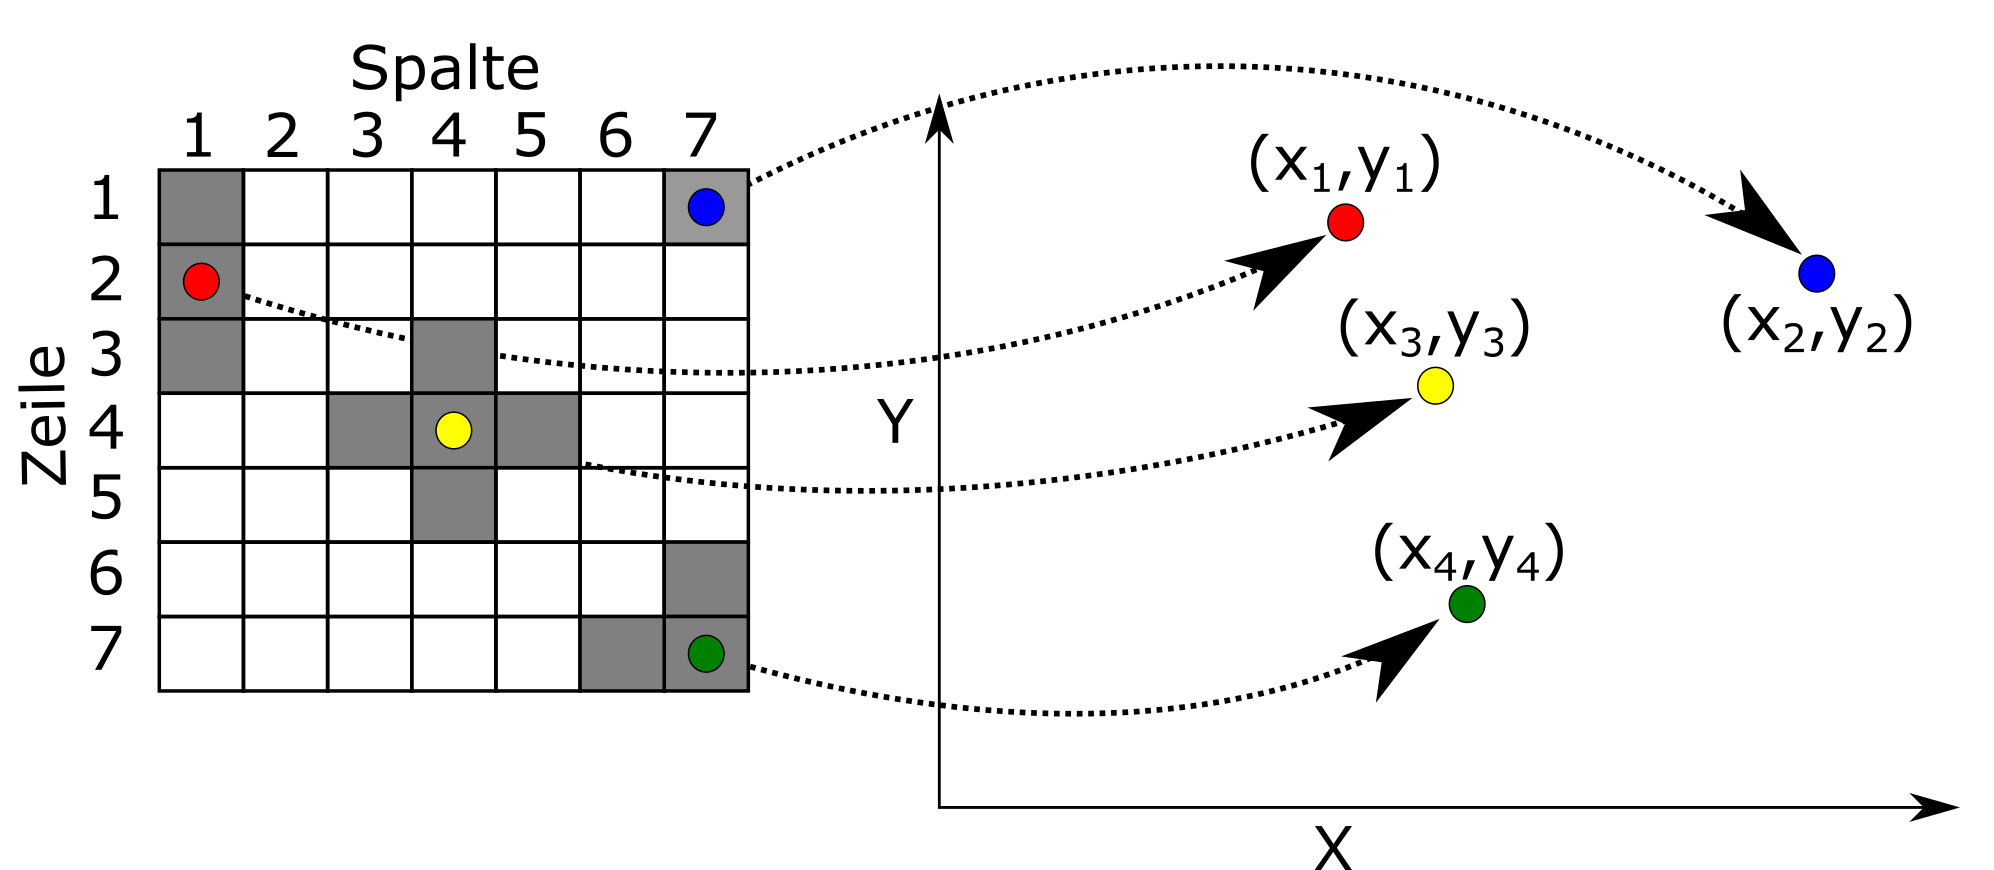 Spalte
1 2 3 4 5 6 7
Zeile
1
2
3
4
5
6
7
Y
X
(x₁,y₁)
(x₂,y₂)
(x₃,y₃)
(x₄,y₄)